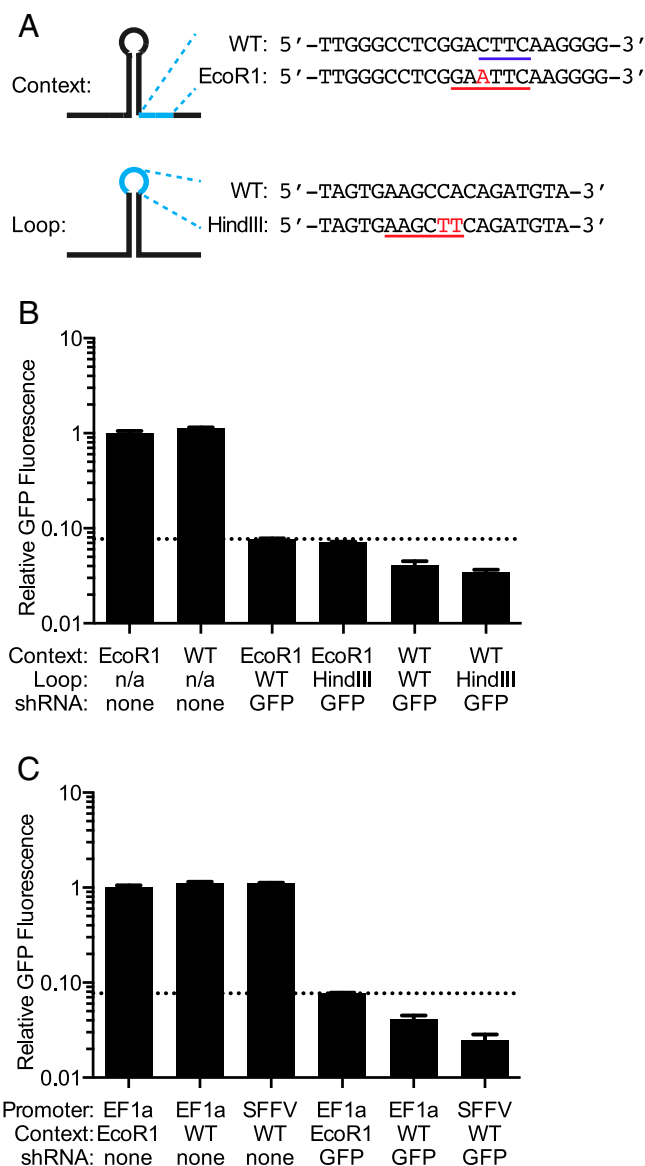 A
Context:
WT: 5’-TTGGGCCTCGGACTTCAAGGGG-3’
EcoR1: 5’-TTGGGCCTCGGAATTCAAGGGG-3’
Loop:
WT: 5’-TAGTGAAGCCACAGATGTA-3’
HindIII: 5’-TAGTGAAGCTTCAGATGTA-3’
B
Relative GFP Fluorescence
10
1
0.10
0.01
Context: EcoR1 WT EcoR1 EcoR1 WT WT
Loop: n/a n/a WT HindIII WT HindIII
shRNA: none none GFP GFP GFP GFP
C
Relative GFP Fluorescence
10
1
0.10
0.01
Promoter: EF1a EF1a SFFV EF1a EF1a SFFV
Context: EcoR1 WT WT EcoR1 WT WT
shRNA: none none none GFP GFP GFP